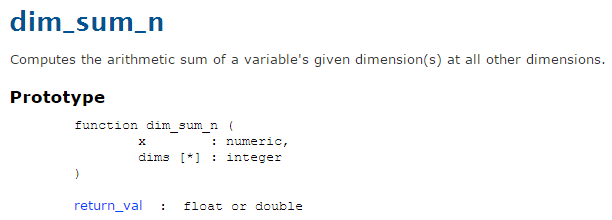 dim_sum_n
Computes the arithmetic sum of a variable's given dimension(s) at all other dimensions.
Prototype
function dim_sum_n (
x : numeric,
dims [*] : integer
)
return_val : float or double